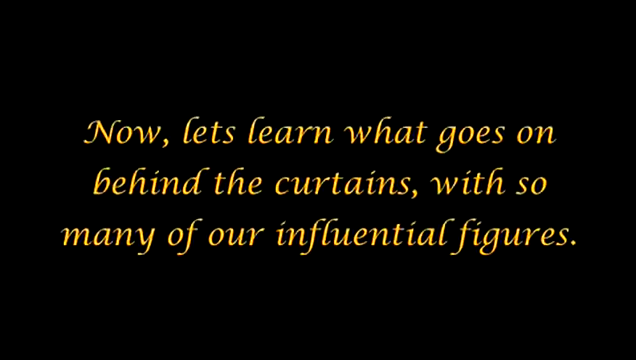 Now, lets learn what goes on
behind the curtains, with so
many of our influential figures.